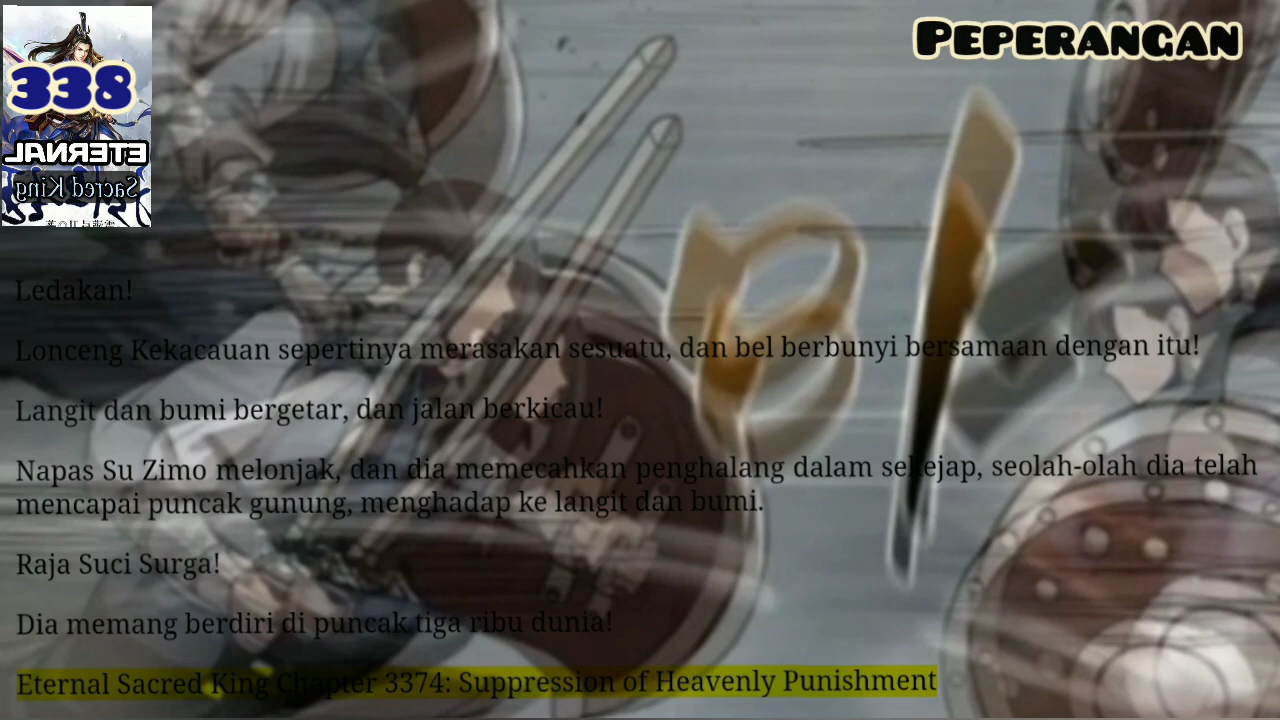 338
PEPERANGAN
ETERNAL
Sacred King
Ledakan!
Lonceng Kekacauan sepertinya merasakan sesuatu, dan bel berbunyi bersamaan dengan itu!
Langit dan bumi bergetar, dan jalan berkicau!
Napas Su Zimo melonjak, dan dia memecahkan penghalang dalam sekejap, seolah-olah dia telah
mencapai puncak gunung, menghadap ke langit dan bumi.
Raja Suci Surga!
Dia memang berdiri di puncak tiga ribu dunia!
Eternal Sacred King Chapter 3374: Suppression of Heavenly Punishment